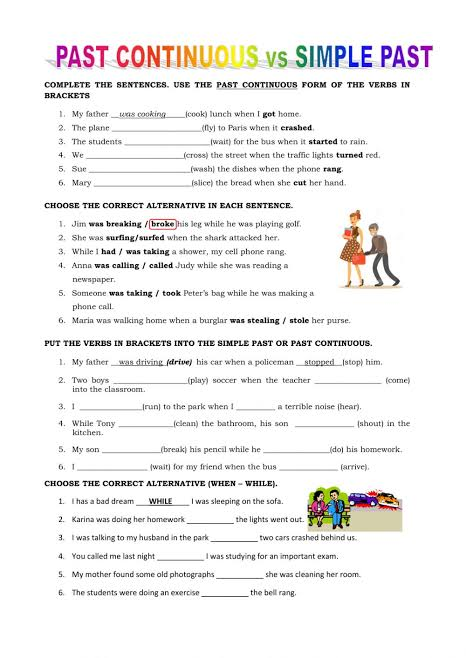 PAST CONTINUOUS vs SIMPLE PAST
COMPLETE THE SENTENCES. USE THE PAST CONTINUOUS FORM OF THE VERBS IN
BRACKETS
1. My father __was cooking_____(cook) lunch when I got home.
2. The plane ______________________(fly) to Paris when it crashed.
3. The students _____________________(wait) for the bus when it started to rain.
4. We ________________________(cross) the street when the traffic lights turned red.
5. Sue __________________________(wash) the dishes when the phone rang.
6. Mary ________________________(slice) the bread when she cut her hand.
CHOOSE THE CORRECT ALTERNATIVE IN EACH SENTENCE.
1. Jim was breaking / broke his leg while he was playing golf.
2. She was surfing/surfed when the shark attacked her.
3. While I had / was taking a shower, my cell phone rang.
4. Anna was calling / called Judy while she was reading a
newspaper.
5. Someone was taking / took Peter's bag while he was making a
phone call.
6. Maria was walking home when a burglar was stealing / stole her purse.
PUT THE VERBS IN BRACKETS INTO THE SIMPLE PAST OR PAST CONTINUOUS.
1. My father __was driving (drive) his car when a policeman __stopped__(stop) him.
2. Two boys __________________(play) soccer when the teacher ________________ (come)
into the classroom.
3. I _______________(run) to the park when I __________ a terrible noise (hear).
4. While Tony _____________(clean) the bathroom, his son ______________ (shout) in the
kitchen.
5. My son ______________(break) his pencil while he ________________(do) his homework.
6. I _________________ (wait) for my friend when the bus ______________ (arrive).
CHOOSE THE CORRECT ALTERNATIVE (WHEN – WHILE).
1. I has a bad dream ___WHILE____ I was sleeping on the sofa.
2. Karina was doing her homework ___________ the lights went out.
3. I was talking to my husband in the park ___________ two cars crashed behind us.
4. You called me last night ___________ I was studying for an important exam.
5. My mother found some old photographs ___________ she was cleaning her room.
6. The students were doing an exercise ___________ the bell rang.